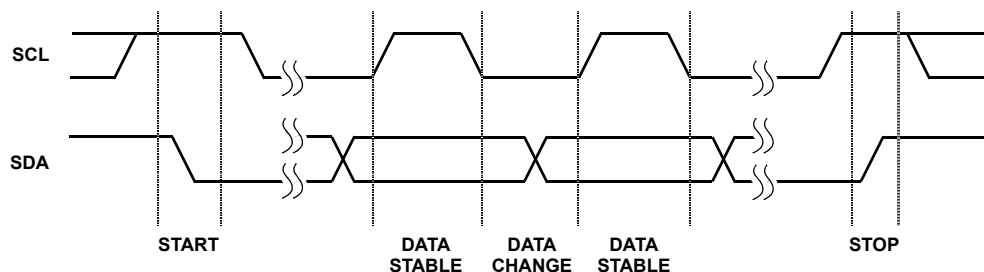 SCL
SDA
START
DATA
STABLE
DATA
CHANGE
DATA
STABLE
STOP